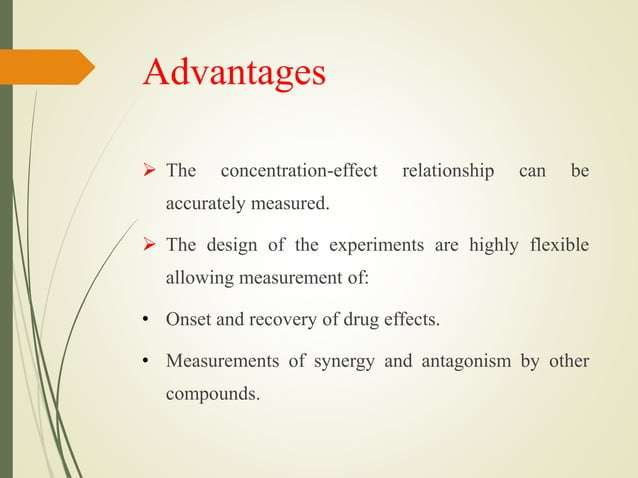 Advantages
➢ The concentration-effect relationship can be
accurately measured.
➢ The design of the experiments are highly flexible
allowing measurement of:
• Onset and recovery of drug effects.
• Measurements of synergy and antagonism by other
compounds.